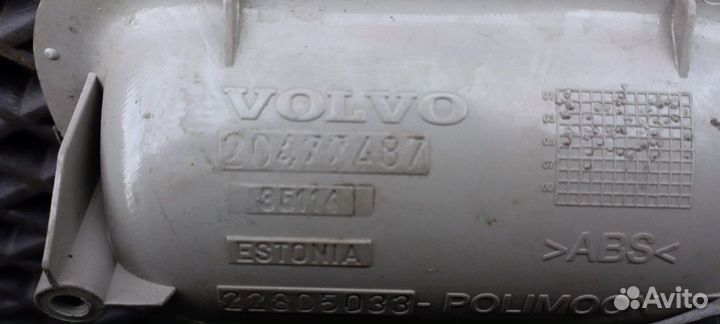 VOLVO
20477487
35114
ESTONIA
>ABS<
22805033-POLIMOO
Avito